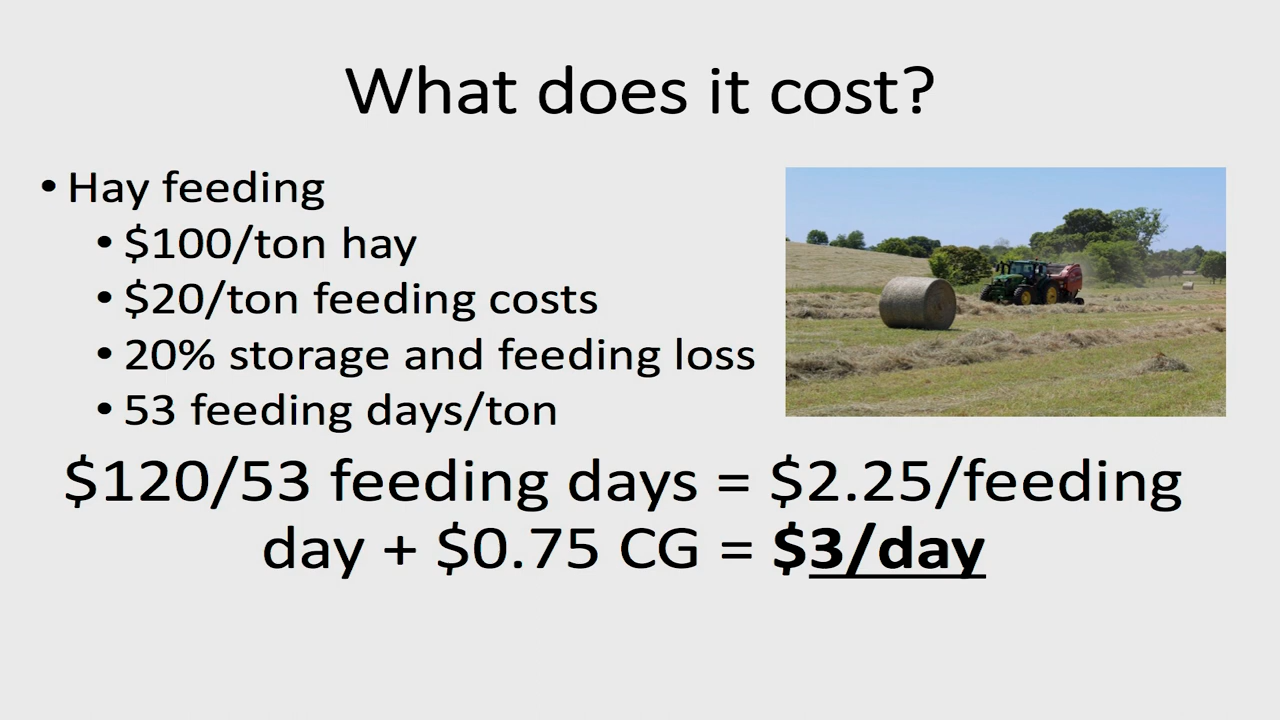 What does it cost?
• Hay feeding
• $100/ton hay
• $20/ton feeding costs
• 20% storage and feeding loss
• 53 feeding days/ton
$120/53 feeding days = $2.25/feeding
day + $0.75 CG = $3/day